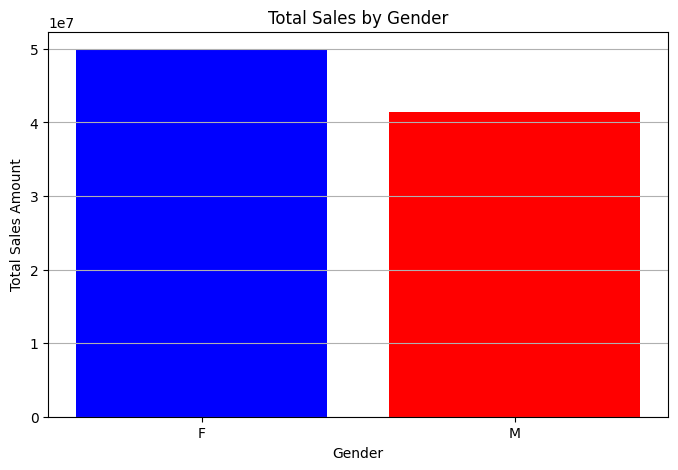 Total Sales by Gender
1e7
5
4
3
2
1
0
Total Sales Amount
F
M
Gender